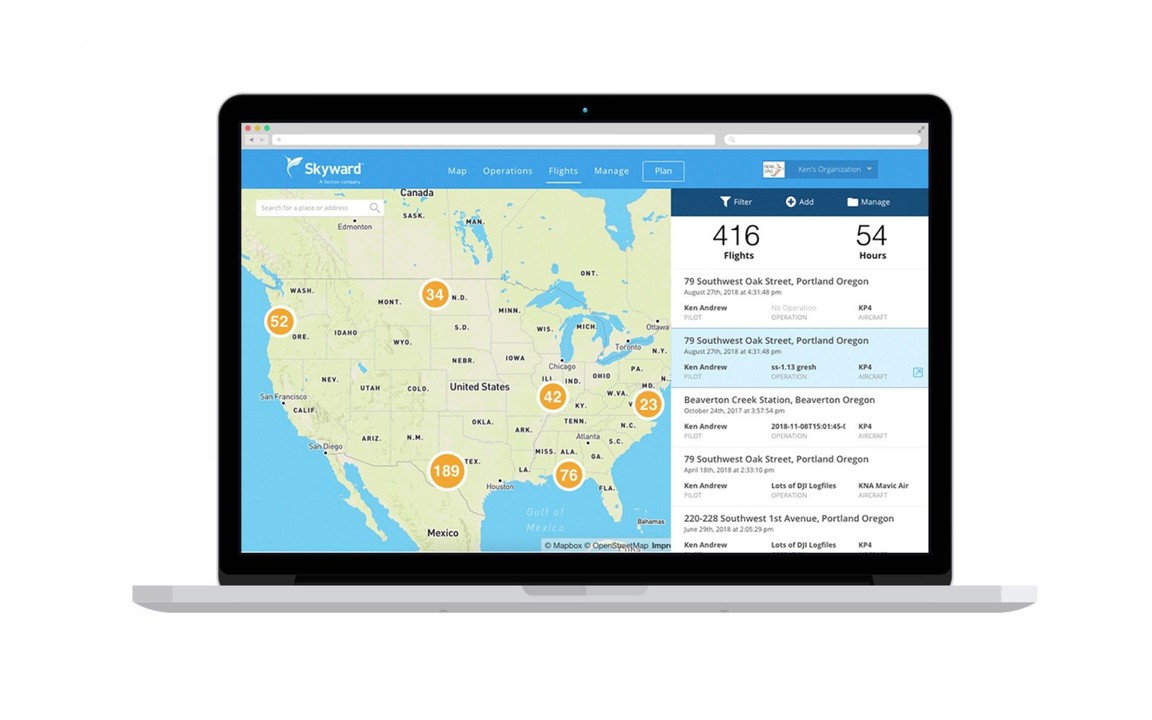 Skyward
A Verizon company
Map Operations Flights Manage Plan
Ken's Organization
Search for a place or address
Filter Add Manage
416 54
Flights Hours
79 Southwest Oak Street, Portland Oregon
August 27th, 2018 at 4:31:48 pm
Ken Andrew No Operation KP4
PILOT OPERATION AIRCRAFT
79 Southwest Oak Street, Portland Oregon
August 27th, 2018 at 4:31:48 pm
Ken Andrew ss-1.13 gresh KP4
PILOT OPERATION AIRCRAFT
Beaverton Creek Station, Beaverton Oregon
October 24th, 2017 at 3:57:54 pm
Ken Andrew 2018-11-08T15:01:45-0 KP4
PILOT OPERATION AIRCRAFT
79 Southwest Oak Street, Portland Oregon
April 18th, 2018 at 2:33:10 pm
Ken Andrew Lots of DJI Logfiles KNA Mavic Air
PILOT OPERATION AIRCRAFT
220-228 Southwest 1st Avenue, Portland Oregon
June 29th, 2018 at 2:05:29 pm
Ken Andrew Lots of DJI Logfiles KP4
Canada
SASK. MAN.
Edmonton
ONT.
WASH. 34 N.D.
MONT.
MINN.
52 ORE. IDAHO S.D. WIS. MICH. Ottawa
WYO. Toronto N.Y.
NEBR. IOWA Chicago PA.
NEV. UTAH COLO. United States ILL. IND. OHIO MD. N.
San Francisco 42 W.VA. 23
CALIF. KY.
OKLA. TENN. N.C.
ARIZ. N.M. ARK. Atlanta S.C.
San Diego MISS. ALA. GA.
189 TEX. LA. 76
Houston FLA.
Gulf of
Mexico
Bahamas
Mexico
© Mapbox © OpenStreetMap Impro